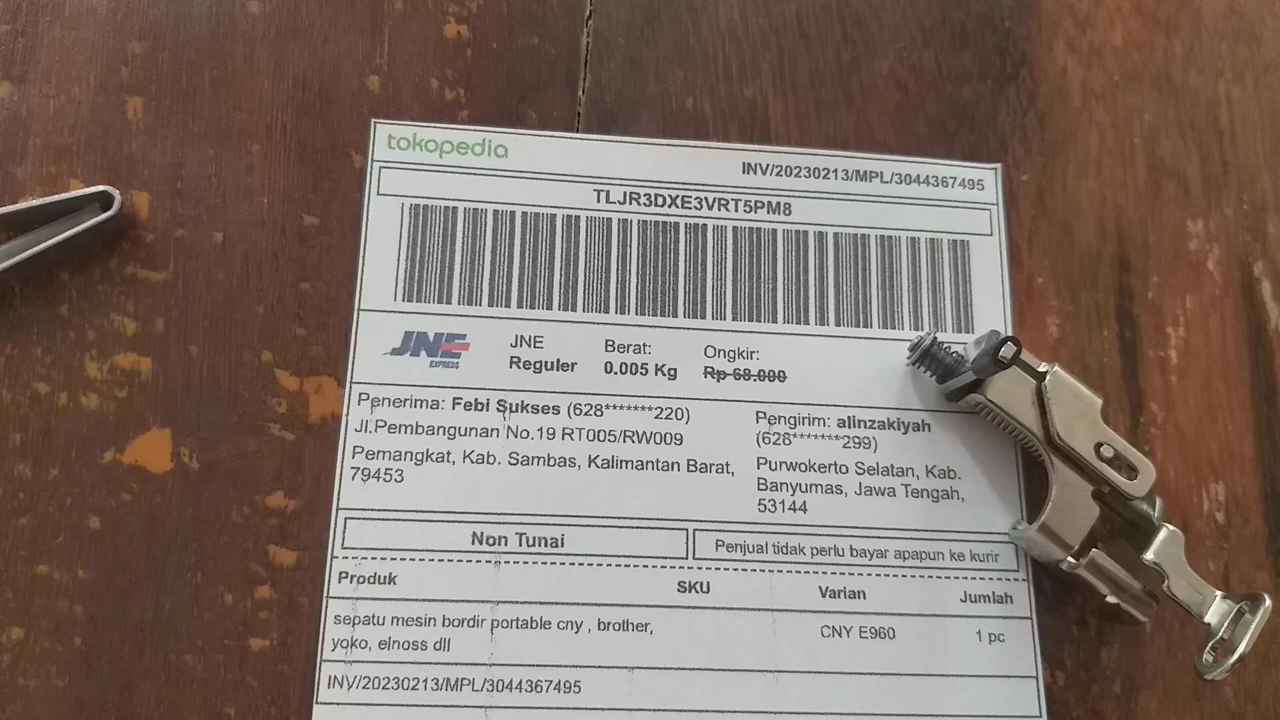 tokopedia
INV/20230213/MPL/3044367495
TLJR3DXE3VRT5PM8
JNE
EXPRESS
JNE
Reguler
Berat:
0.005 Kg
Ongkir:
Rp 68.000
Penerima: Febi Sukses (628*******220)
Jl.Pembangunan No.19 RT005/RW009
Pemangkat, Kab. Sambas, Kalimantan Barat,
79453
Pengirim: alinzakiyah
(628*******299)
Purwokerto Selatan, Kab.
Banyumas, Jawa Tengah,
53144
Non Tunai
Penjual tidak perlu bayar apapun ke kurir
Produk SKU Varian Jumlah
sepatu mesin bordir portable cny , brother,
yoko, elnoss dll
CNY E960
1 pc
INV/20230213/MPL/3044367495